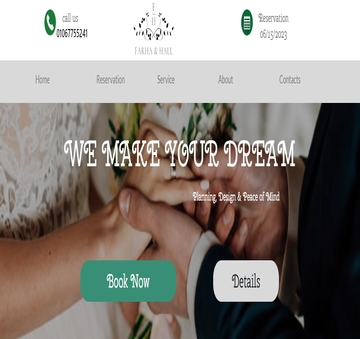 call us
01067755241
F
H
FARHA & HALL
Reservation
06/15/2023
Home
Reservation
Service
About
Contacts
WE MAKE YOUR DREAM
Planning, Design & Peace of Mind
Book Now
Details